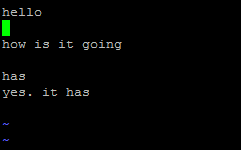 hello
how is it going
has
yes. it has
~
~